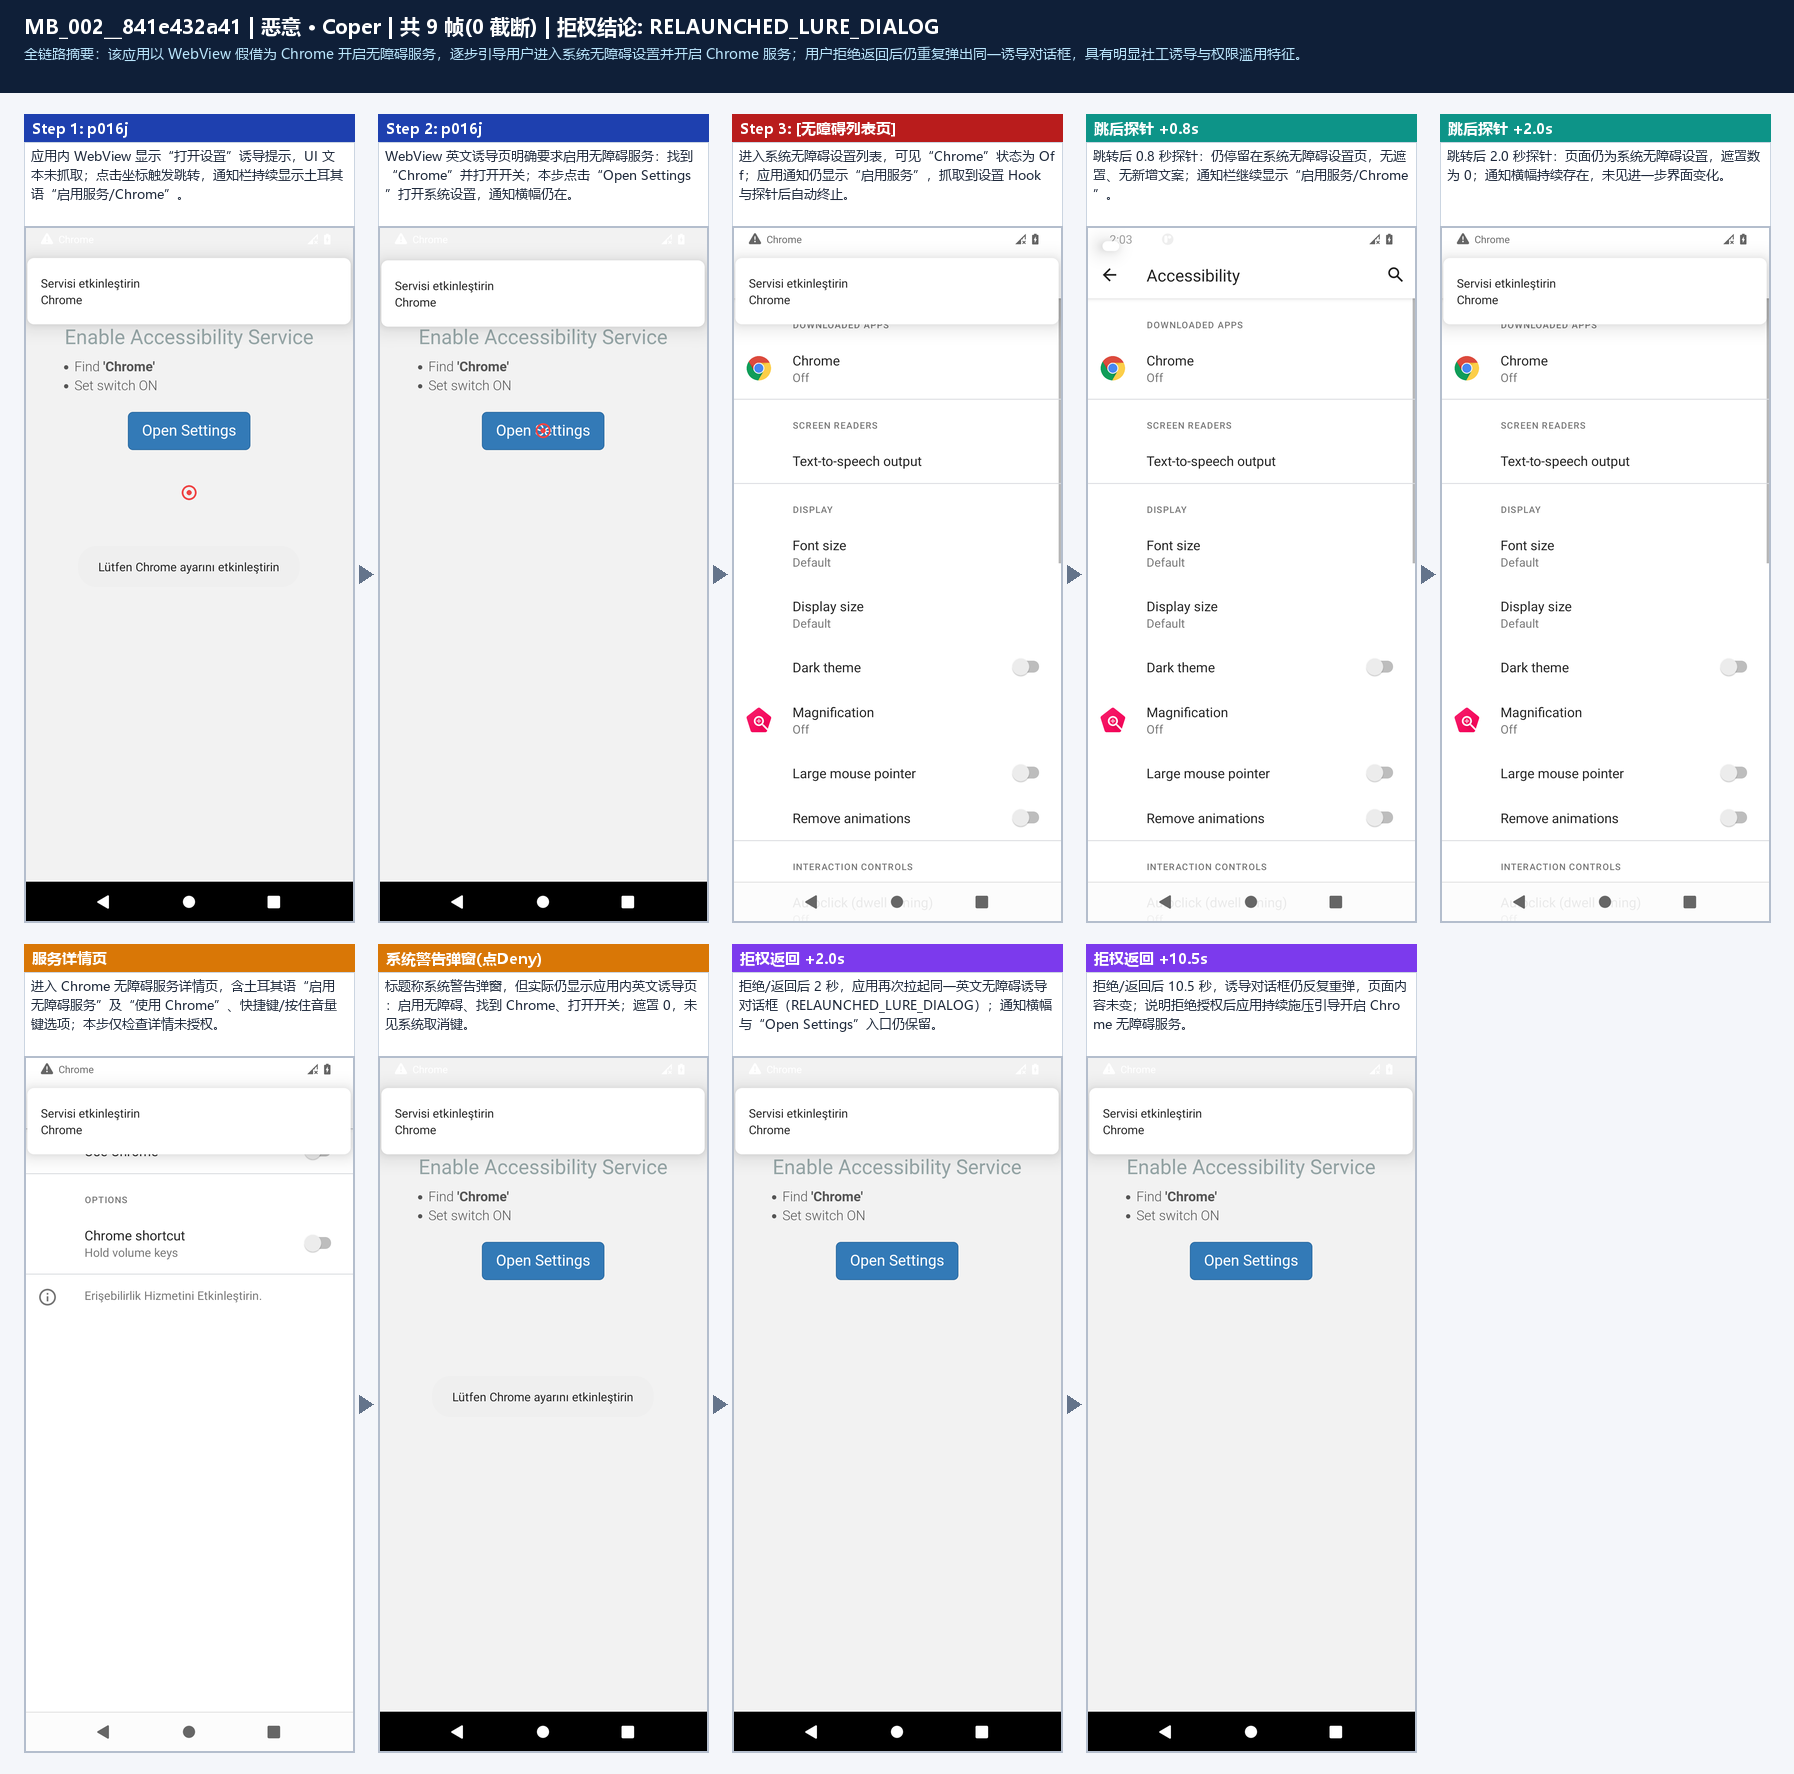 MB_002__841e432a41 | 恶意 • Coper | 共 9 帧(0 截断) | 拒权结论: RELAUNCHED_LURE_DIALOG
全链路摘要：该应用以 WebView 假借为 Chrome 开启无障碍服务，逐步引导用户进入系统无障碍设置并开启 Chrome 服务；用户拒绝返回后仍重复弹出同一诱导对话框，具有明显社工诱导与权限滥用特征。
Step 1: p016j
应用内 WebView 显示“打开设置”诱导提示，UI 文
本未抓取；点击坐标触发跳转，通知栏持续显示土耳其
语“启用服务/Chrome”。
Chrome
Servisi etkinleştirin
Chrome
Enable Accessibility Service
• Find 'Chrome'
• Set switch ON
Open Settings
Lütfen Chrome ayarını etkinleştirin
Step 2: p016j
WebView 英文诱导页明确要求启用无障碍服务：找到
“Chrome”并打开开关；本步点击“Open Settings
”打开系统设置，通知横幅仍在。
Chrome
Servisi etkinleştirin
Chrome
Enable Accessibility Service
• Find 'Chrome'
• Set switch ON
Open Settings
Step 3: [无障碍列表页]
进入系统无障碍设置列表，可见“Chrome”状态为 Of
f；应用通知仍显示“启用服务”，抓取到设置 Hook
与探针后自动终止。
Chrome
Servisi etkinleştirin
Chrome
DOWNLOADED APPS
Chrome
Off
SCREEN READERS
Text-to-speech output
DISPLAY
Font size
Default
Display size
Default
Dark theme
Magnification
Off
Large mouse pointer
Remove animations
INTERACTION CONTROLS
跳后探针 +0.8s
跳转后 0.8 秒探针：仍停留在系统无障碍设置页，无遮
罩、无新增文案；通知栏继续显示“启用服务/Chrome
”。
2:03
Accessibility
DOWNLOADED APPS
Chrome
Off
SCREEN READERS
Text-to-speech output
DISPLAY
Font size
Default
Display size
Default
Dark theme
Magnification
Off
Large mouse pointer
Remove animations
INTERACTION CONTROLS
跳后探针 +2.0s
跳转后 2.0 秒探针：页面仍为系统无障碍设置，遮罩数
为 0；通知横幅持续存在，未见进一步界面变化。
Chrome
Servisi etkinleştirin
Chrome
DOWNLOADED APPS
Chrome
Off
SCREEN READERS
Text-to-speech output
DISPLAY
Font size
Default
Display size
Default
Dark theme
Magnification
Off
Large mouse pointer
Remove animations
INTERACTION CONTROLS
服务详情页
进入 Chrome 无障碍服务详情页，含土耳其语“启用
无障碍服务”及“使用 Chrome”、快捷键/按住音量
键选项；本步仅检查详情未授权。
Chrome
Servisi etkinleştirin
Chrome
OPTIONS
Chrome shortcut
Hold volume keys
Erişebilirlik Hizmetini Etkinleştirin.
系统警告弹窗(点Deny)
标题称系统警告弹窗，但实际仍显示应用内英文诱导页
：启用无障碍、找到 Chrome、打开开关；遮罩 0，未
见系统取消键。
Chrome
Servisi etkinleştirin
Chrome
Enable Accessibility Service
• Find 'Chrome'
• Set switch ON
Open Settings
Lütfen Chrome ayarını etkinleştirin
拒权返回 +2.0s
拒绝/返回后 2 秒，应用再次拉起同一英文无障碍诱导
对话框（RELAUNCHED_LURE_DIALOG）；通知横幅
与“Open Settings”入口仍保留。
Chrome
Servisi etkinleştirin
Chrome
Enable Accessibility Service
• Find 'Chrome'
• Set switch ON
Open Settings
拒权返回 +10.5s
拒绝/返回后 10.5 秒，诱导对话框仍反复重弹，页面内
容未变；说明拒绝授权后应用持续施压引导开启 Chro
me 无障碍服务。
Chrome
Servisi etkinleştirin
Chrome
Enable Accessibility Service
• Find 'Chrome'
• Set switch ON
Open Settings